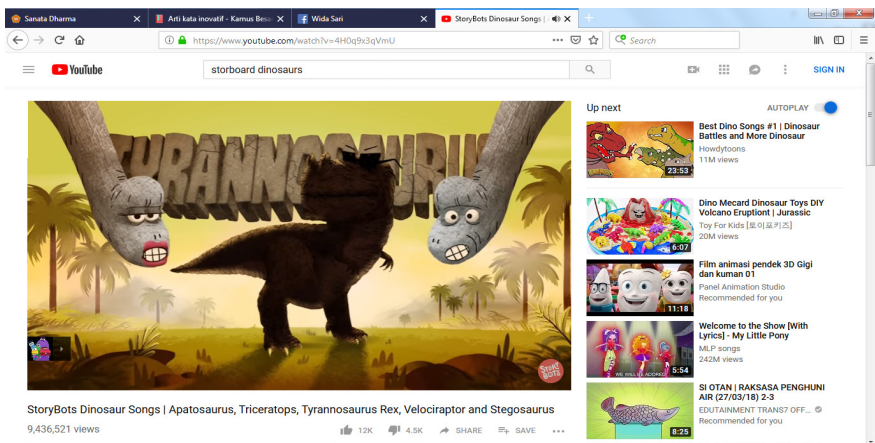 Sanata Dharma
Arti kata inovatif - Kamus Besa
Wida Sari
StoryBots Dinosaur Songs | A
https://www.youtube.com/watch?v=4H0q9x3qVmU
Search
YouTube
storboard dinosaurs
SIGN IN
TYRANNOSAURUS
STORY
BOTS
StoryBots Dinosaur Songs | Apatosaurus, Triceratops, Tyrannosaurus Rex, Velociraptor and Stegosaurus
9,436,521 views
12K
4.5K
SHARE
SAVE
Up next
AUTOPLAY
23:53
Best Dino Songs #1 | Dinosaur
Battles and More Dinosaur
Howdytoons
11M views
6:07
Dino Mecard Dinosaur Toys DIY
Volcano Eruptiont | Jurassic
Toy For Kids [토이포키즈]
20M views
11:18
Film animasi pendek 3D Gigi
dan kuman 01
Panel Animation Studio
Recommended for you
WE WILL BE ADORED
5:54
Welcome to the Show [With
Lyrics] - My Little Pony
MLP songs
242M views
8:25
SI OTAN | RAKSASA PENGHUNI
AIR (27/03/18) 2-3
EDUTAINMENT TRANS7 OFF...
Recommended for you